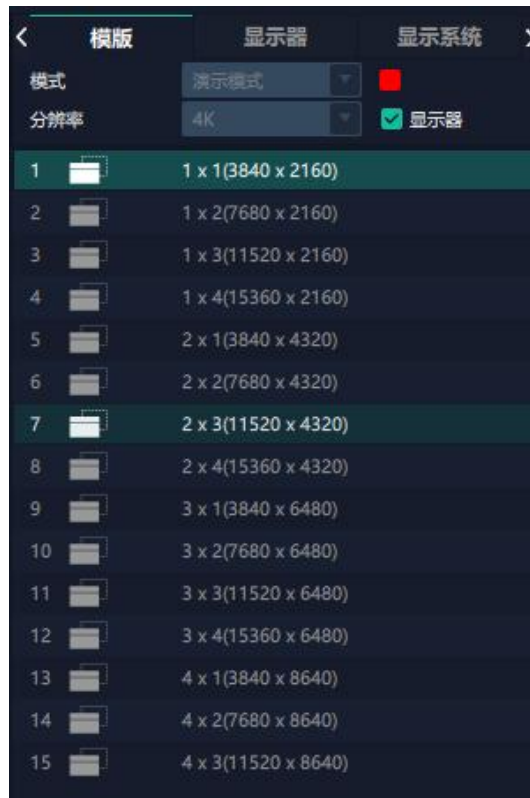 模版 显示器 显示系统
模式 演示模式
分辨率 4K 显示器
1 1 x 1(3840 x 2160)
2 1 x 2(7680 x 2160)
3 1 x 3(11520 x 2160)
4 1 x 4(15360 x 2160)
5 2 x 1(3840 x 4320)
6 2 x 2(7680 x 4320)
7 2 x 3(11520 x 4320)
8 2 x 4(15360 x 4320)
9 3 x 1(3840 x 6480)
10 3 x 2(7680 x 6480)
11 3 x 3(11520 x 6480)
12 3 x 4(15360 x 6480)
13 4 x 1(3840 x 8640)
14 4 x 2(7680 x 8640)
15 4 x 3(11520 x 8640)